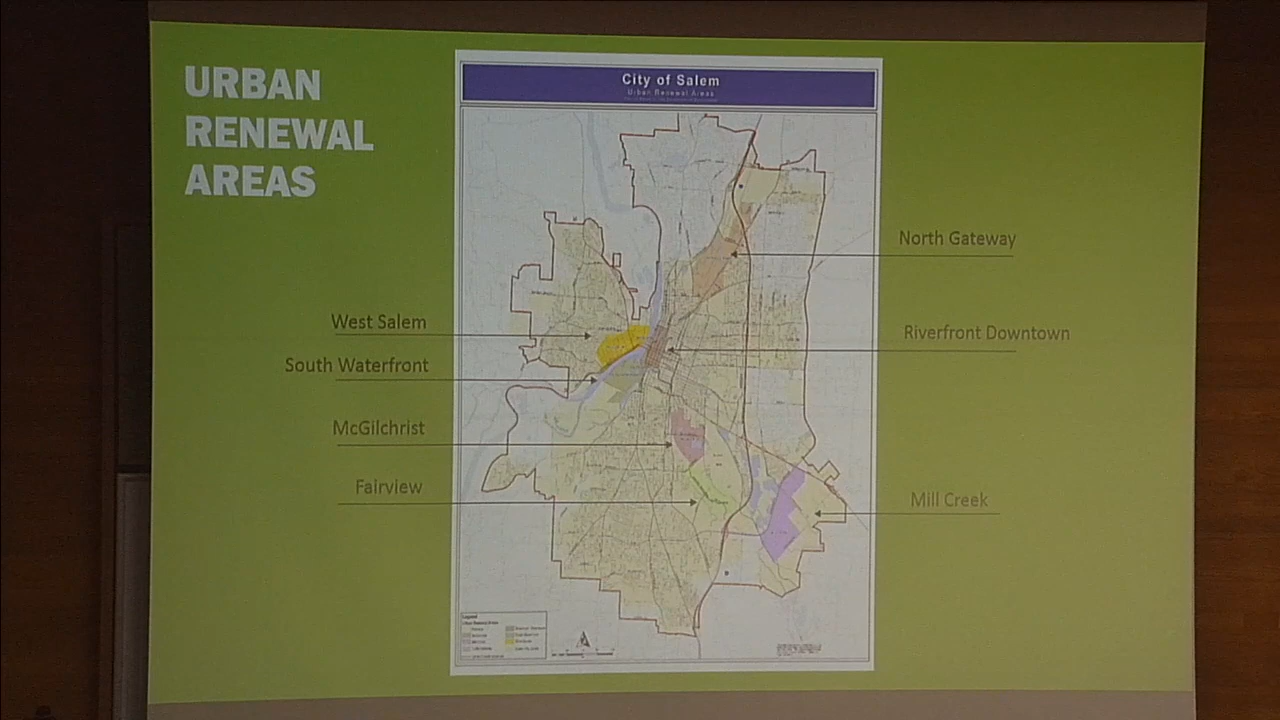 URBAN
RENEWAL
AREAS
City of Salem
Urban Renewal Areas
North Gateway
West Salem
Riverfront Downtown
South Waterfront
McGilchrist
Fairview
Mill Creek
Legend